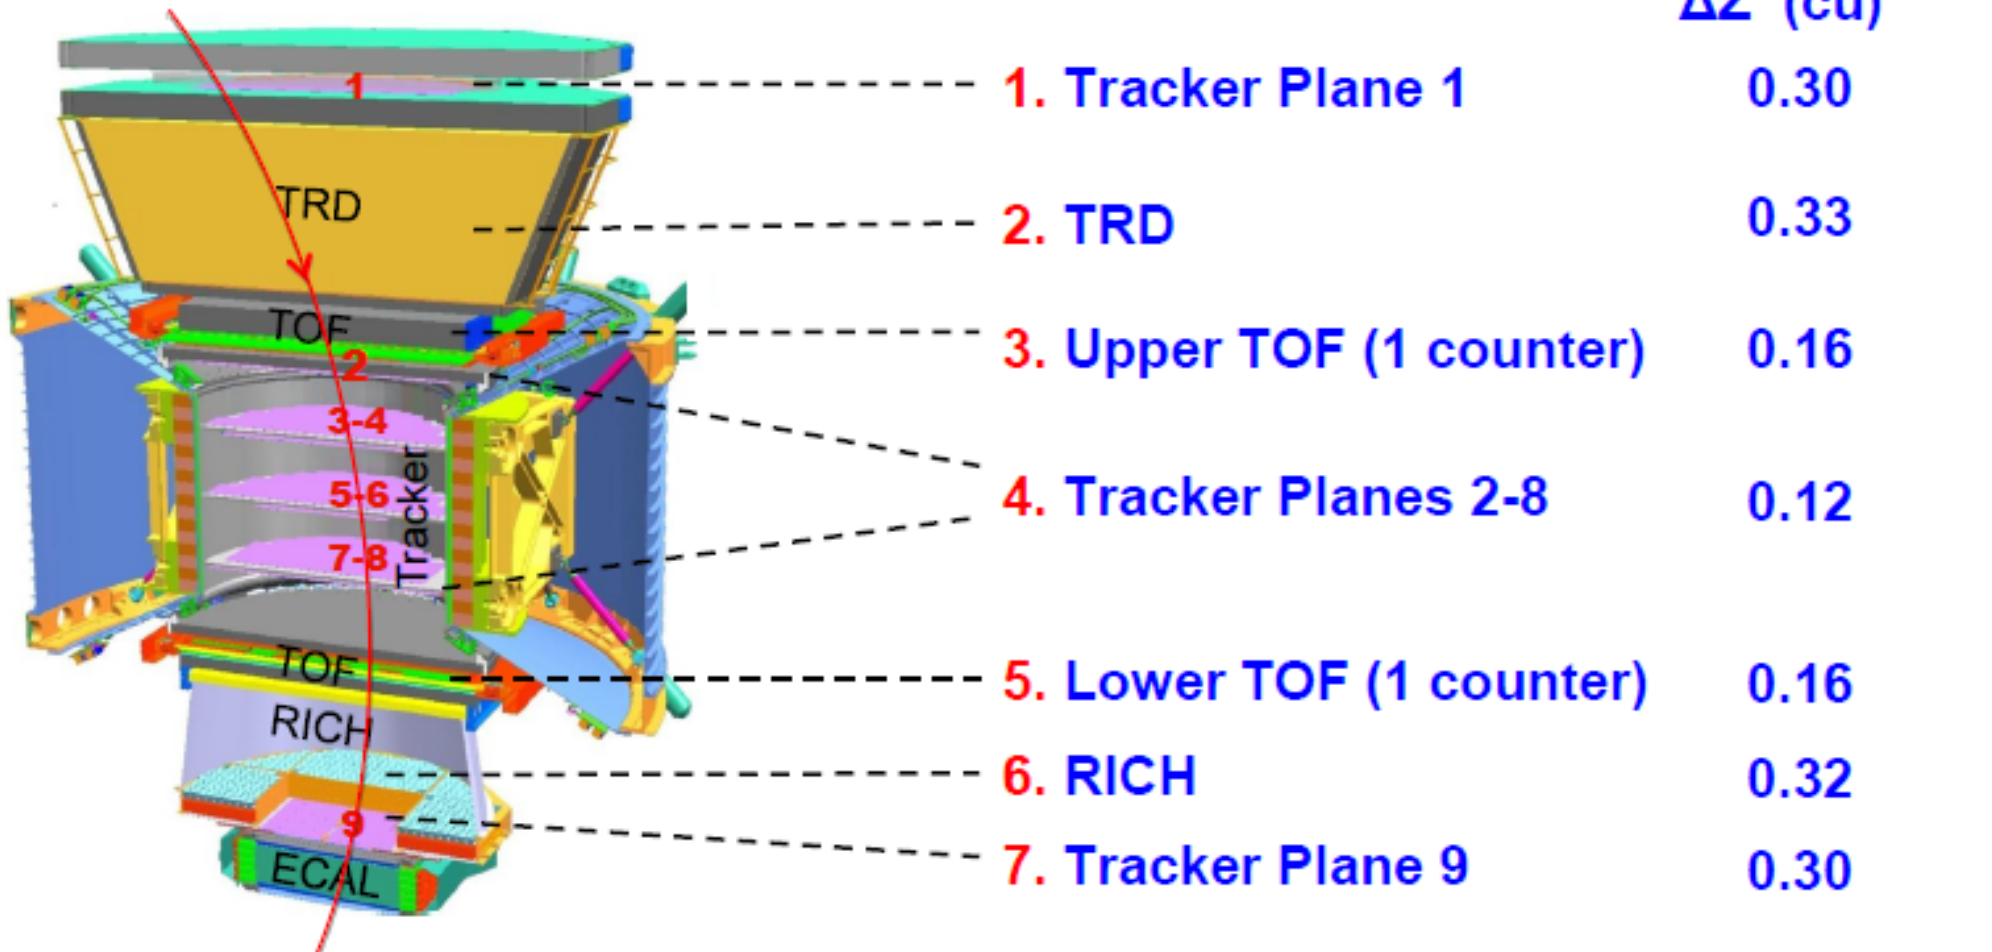 ΔZ (cu)
1
1. Tracker Plane 1 0.30
TRD
2. TRD 0.33
TOF
3. Upper TOF (1 counter) 0.16
2
3-4
5-6
Tracker
4. Tracker Planes 2-8 0.12
7-8
TOF
5. Lower TOF (1 counter) 0.16
RICH
6. RICH 0.32
9
7. Tracker Plane 9 0.30
ECAL